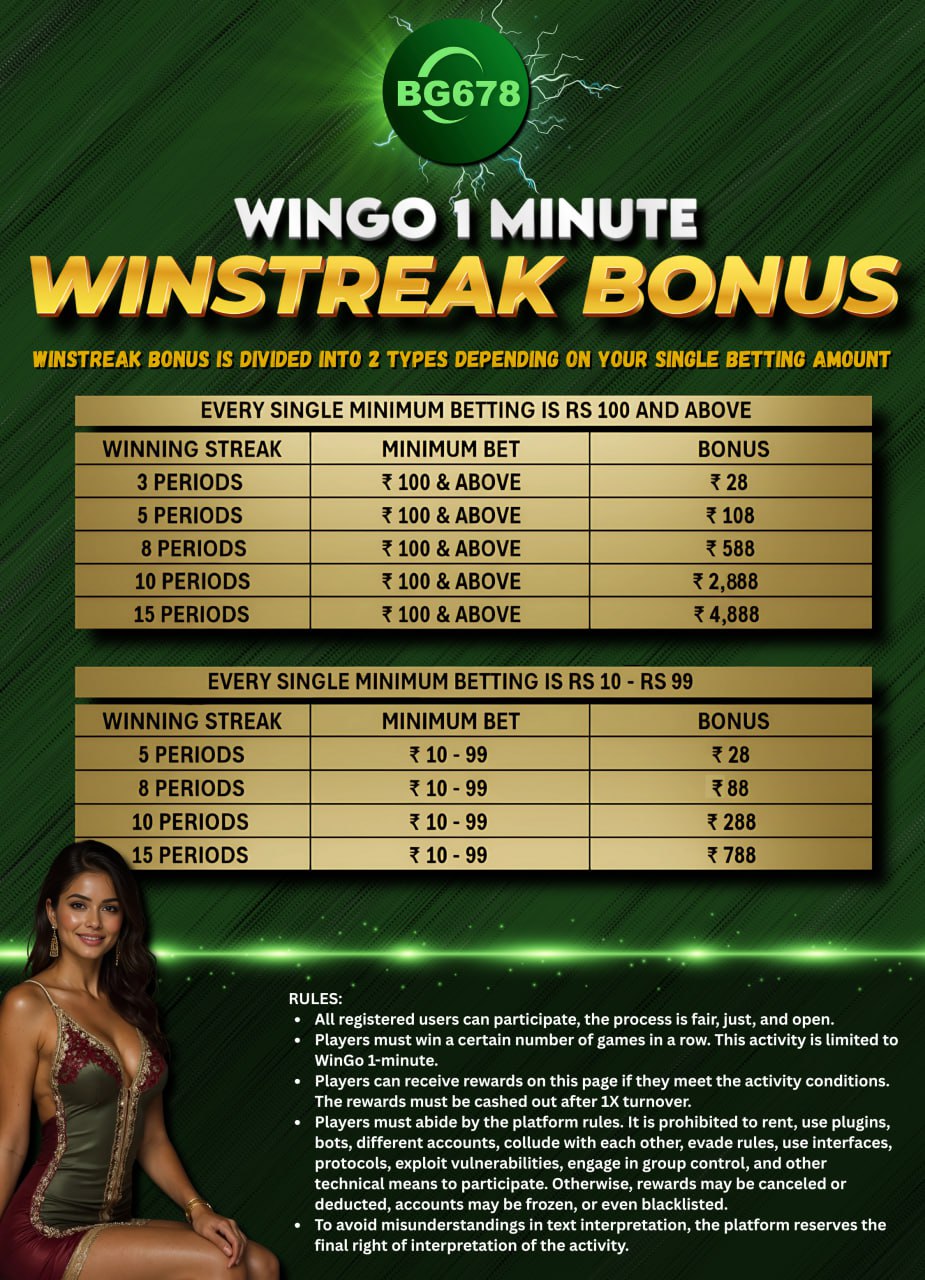 BG678
WINGO 1 MINUTE
WINSTREAK BONUS
WINSTREAK BONUS IS DIVIDED INTO 2 TYPES DEPENDING ON YOUR SINGLE BETTING AMOUNT
EVERY SINGLE MINIMUM BETTING IS RS 100 AND ABOVE
WINNING STREAK MINIMUM BET BONUS
3 PERIODS ₹ 100 & ABOVE ₹ 28
5 PERIODS ₹ 100 & ABOVE ₹ 108
8 PERIODS ₹ 100 & ABOVE ₹ 588
10 PERIODS ₹ 100 & ABOVE ₹ 2,888
15 PERIODS ₹ 100 & ABOVE ₹ 4,888
EVERY SINGLE MINIMUM BETTING IS RS 10 - RS 99
WINNING STREAK MINIMUM BET BONUS
5 PERIODS ₹ 10 - 99 ₹ 28
8 PERIODS ₹ 10 - 99 ₹ 88
10 PERIODS ₹ 10 - 99 ₹ 288
15 PERIODS ₹ 10 - 99 ₹ 788
RULES:
• All registered users can participate, the process is fair, just, and open.
• Players must win a certain number of games in a row. This activity is limited to
WinGo 1-minute.
• Players can receive rewards on this page if they meet the activity conditions.
The rewards must be cashed out after 1X turnover.
• Players must abide by the platform rules. It is prohibited to rent, use plugins,
bots, different accounts, collude with each other, evade rules, use interfaces,
protocols, exploit vulnerabilities, engage in group control, and other
technical means to participate. Otherwise, rewards may be canceled or
deducted, accounts may be frozen, or even blacklisted.
• To avoid misunderstandings in text interpretation, the platform reserves the
final right of interpretation of the activity.